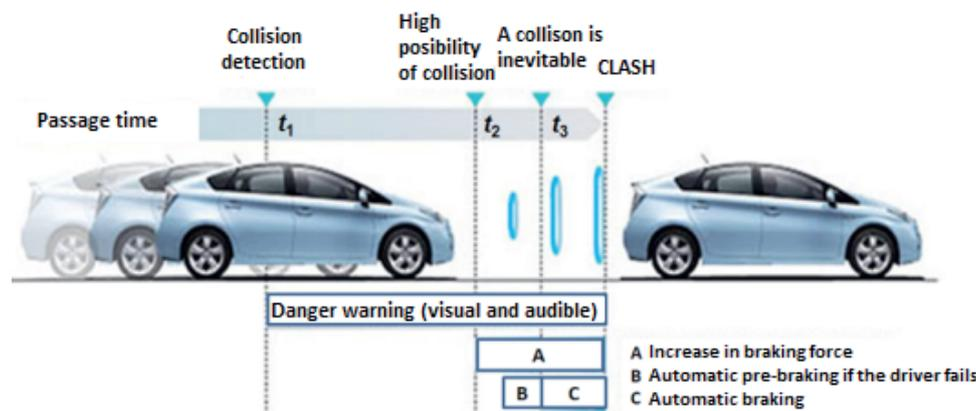 Collision
detection
High
posibility
of collision
A collison is
inevitable
CLASH
Passage time
t1
t2
t3
Danger warning (visual and audible)
A
B
C
A Increase in braking force
B Automatic pre-braking if the driver fails
C Automatic braking